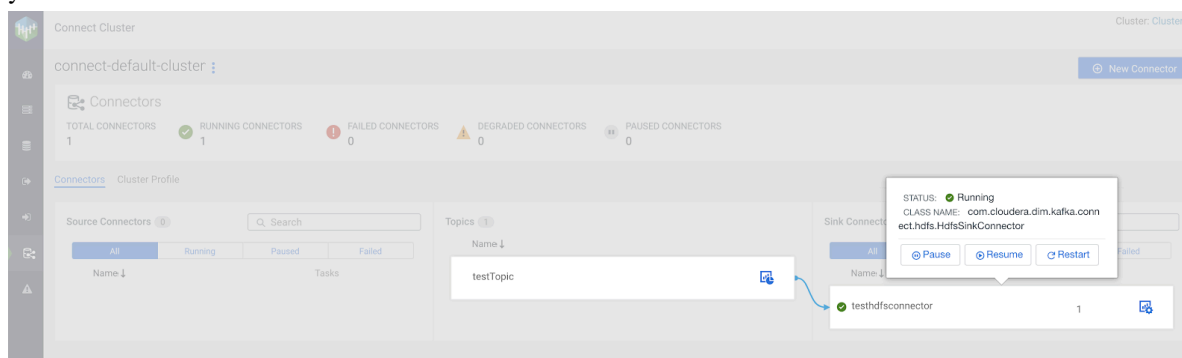 Connect Cluster
Cluster: Cluster
connect-default-cluster
New Connector
Connectors
TOTAL CONNECTORS
1
RUNNING CONNECTORS
1
FAILED CONNECTORS
0
DEGRADED CONNECTORS
0
PAUSED CONNECTORS
0
Connectors Cluster Profile
Source Connectors 0
Search
All Running Paused Failed
Name Tasks
Topics 1
Name
testTopic
Sink
All
Failed
Name
STATUS: Running
CLASS NAME: com.cloudera.dim.kafka.conn
ect.hdfs.HdfsSinkConnector
Pause Resume Restart
testhdfsconnector 1